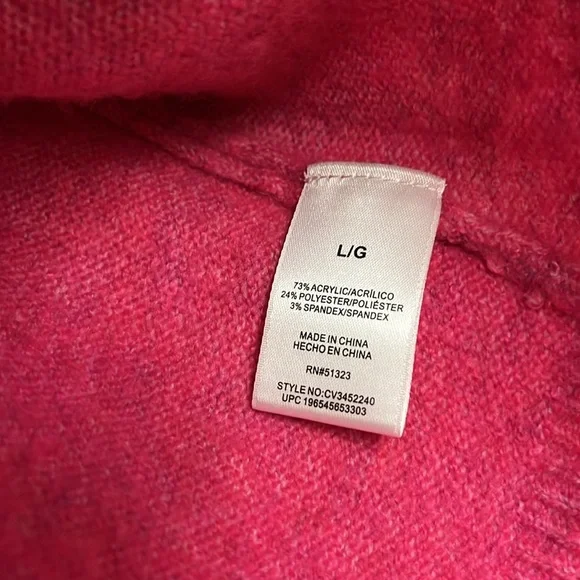 L/G
73% ACRYLIC/ACRÍLICO
24% POLYESTER/POLIÉSTER
3% SPANDEX/SPANDEX
MADE IN CHINA
HECHO EN CHINA
RN#51323
STYLE NO:CV3452240
UPC 196545653303